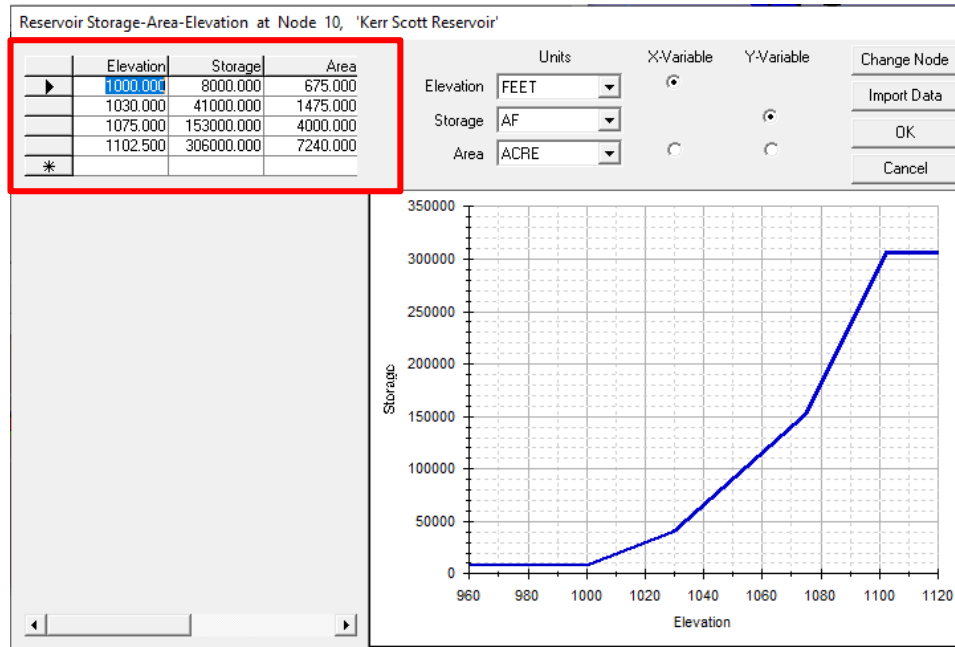 Reservoir Storage-Area-Elevation at Node 10, 'Kerr Scott Reservoir'
Elevation Storage Area
1000.000 8000.000 675.000
1030.000 41000.000 1475.000
1075.000 153000.000 4000.000
1102.500 306000.000 7240.000
Units X-Variable Y-Variable
Elevation FEET
Storage AF
Area ACRE
Change Node
Import Data
OK
Cancel
350000
300000
250000
200000
150000
100000
50000
0
Storage
960 980 1000 1020 1040 1060 1080 1100 1120
Elevation